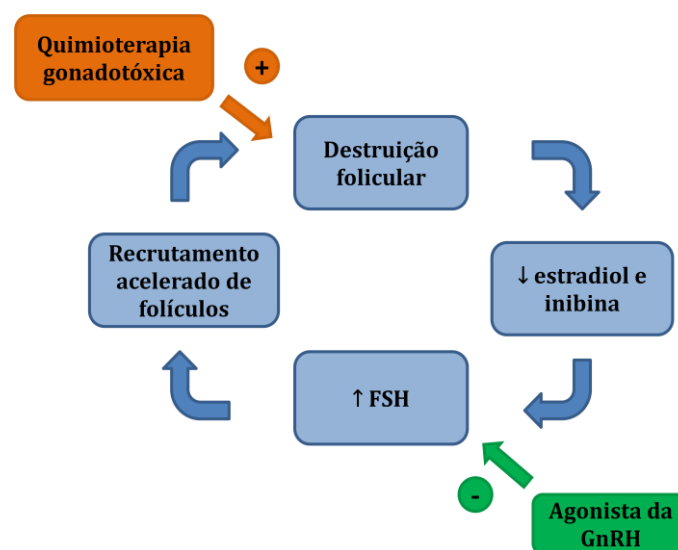 Quimioterapia
gonadotóxica
+
Destruição
folicular
Recrutamento
acelerado de
folículos
↓ estradiol e
inibina
↑ FSH
-
Agonista da
GnRH